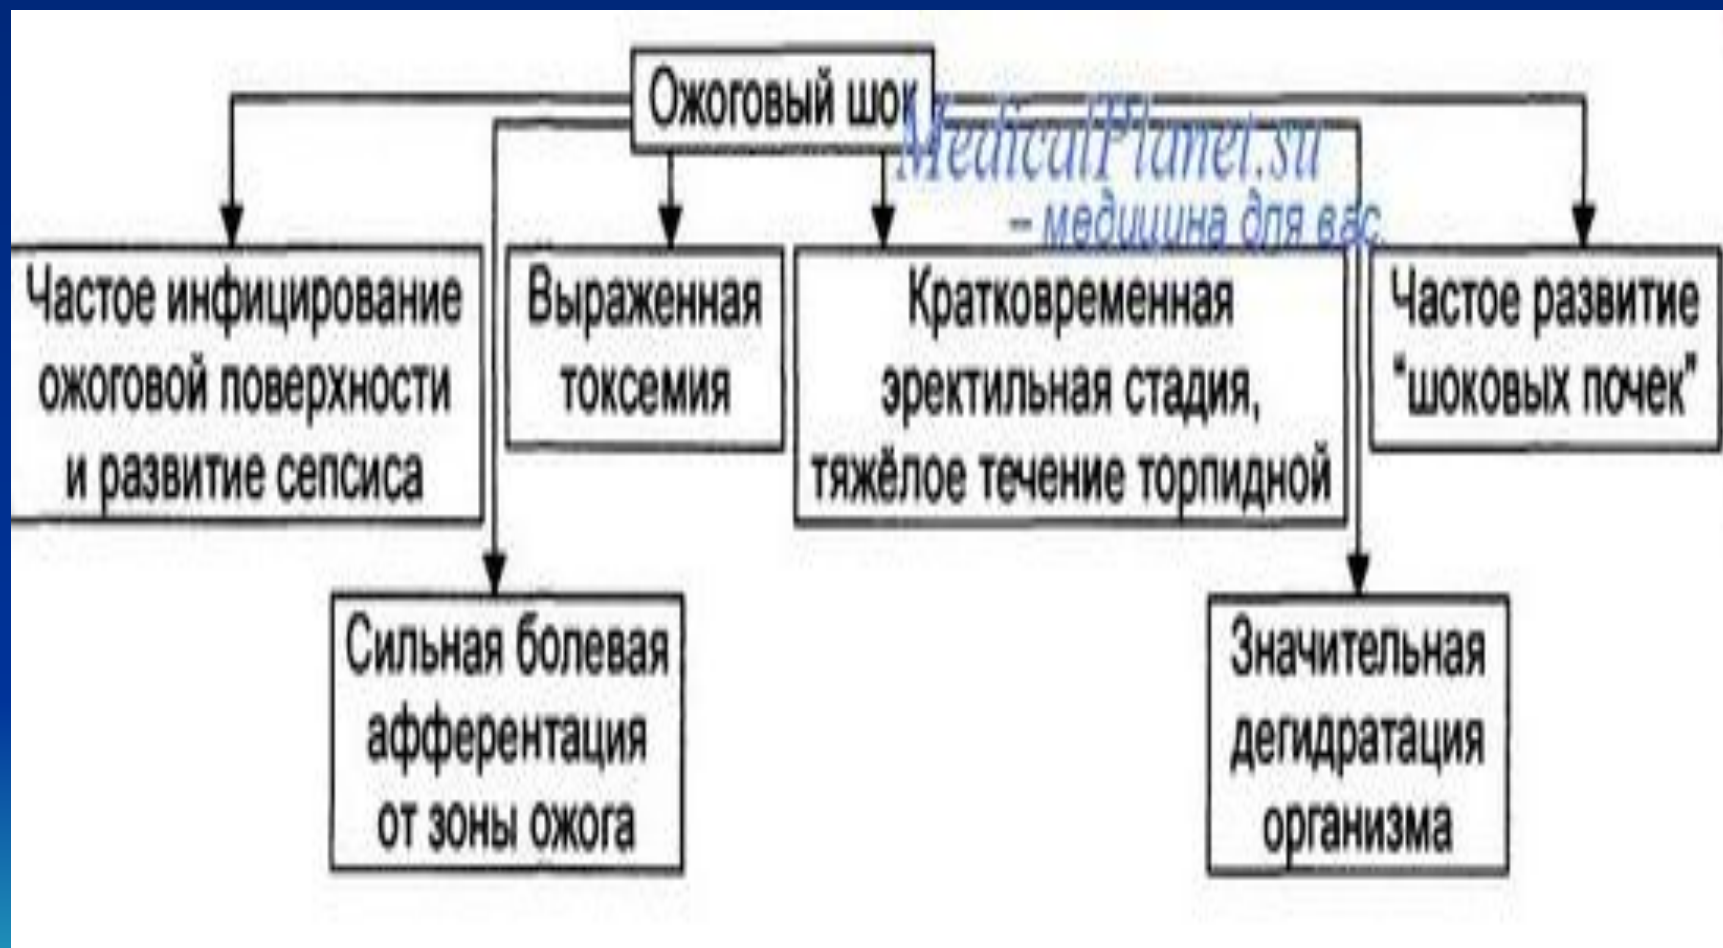 Ожоговый шок
MedicalPlanet.su
– медицина для вас
Частое инфицирование
ожоговой поверхности
и развитие сепсиса
Выраженная
токсемия
Кратковременная
эректильная стадия,
тяжёлое течение торпидной
Частое развитие
"шоковых почек"
Сильная болевая
афферентация
от зоны ожога
Значительная
дегидратация
организма